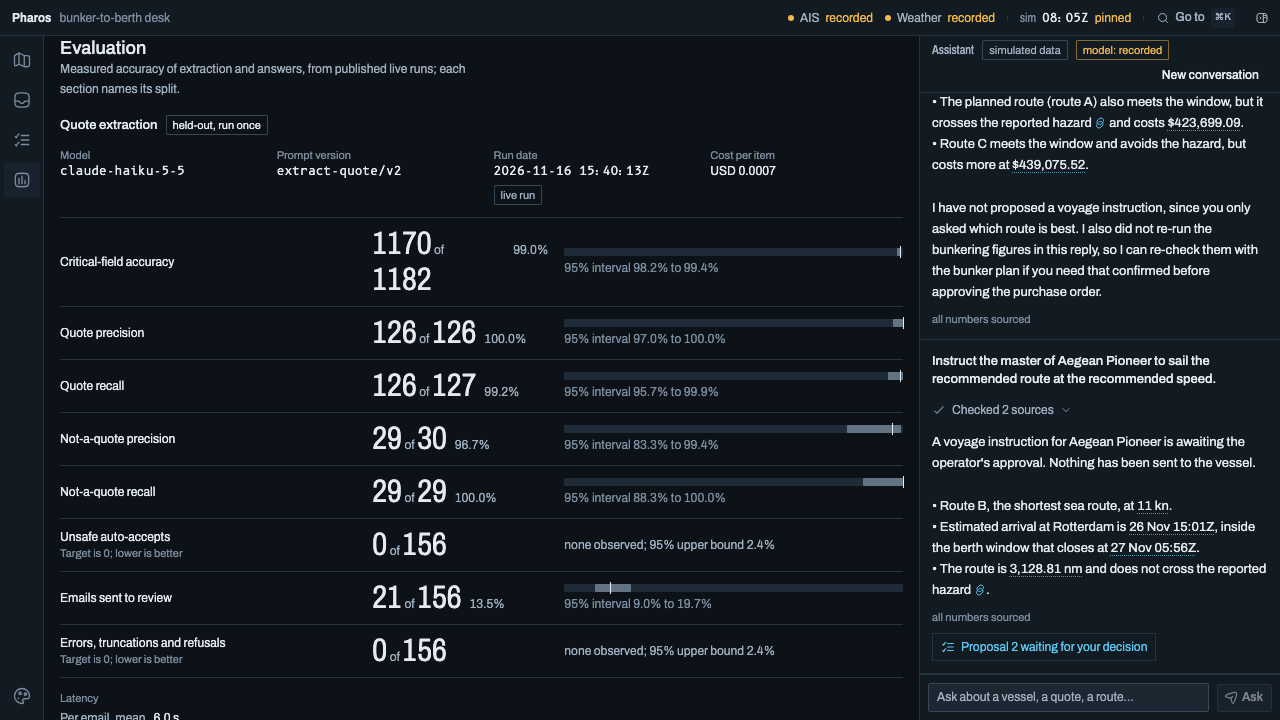 Pharos bunker-to-berth desk
AIS recorded Weather recorded sim 08:05Z pinned Go to ⌘K
Evaluation
Measured accuracy of extraction and answers, from published live runs; each
section names its split.
Quote extraction held-out, run once
Model Prompt version Run date Cost per item
claude-haiku-5-5 extract-quote/v2 2026-11-16 15:40:13Z USD 0.0007
live run
Critical-field accuracy 1170 of 1182 99.0% 95% interval 98.2% to 99.4%
Quote precision 126 of 126 100.0% 95% interval 97.0% to 100.0%
Quote recall 126 of 127 99.2% 95% interval 95.7% to 99.9%
Not-a-quote precision 29 of 30 96.7% 95% interval 83.3% to 99.4%
Not-a-quote recall 29 of 29 100.0% 95% interval 88.3% to 100.0%
Unsafe auto-accepts 0 of 156 none observed; 95% upper bound 2.4%
Target is 0; lower is better
Emails sent to review 21 of 156 13.5% 95% interval 9.0% to 19.7%
Errors, truncations and refusals 0 of 156 none observed; 95% upper bound 2.4%
Target is 0; lower is better
Latency
Per email, mean 6.0 s
Assistant simulated data model: recorded
New conversation
• The planned route (route A) also meets the window, but it
crosses the reported hazard and costs $423,699.09.
• Route C meets the window and avoids the hazard, but
costs more at $439,075.52.
I have not proposed a voyage instruction, since you only
asked which route is best. I also did not re-run the
bunkering figures in this reply, so I can re-check them with
the bunker plan if you need that confirmed before
approving the purchase order.
all numbers sourced
Instruct the master of Aegean Pioneer to sail the
recommended route at the recommended speed.
Checked 2 sources
A voyage instruction for Aegean Pioneer is awaiting the
operator's approval. Nothing has been sent to the vessel.
• Route B, the shortest sea route, at 11 kn.
• Estimated arrival at Rotterdam is 26 Nov 15:01Z, inside
the berth window that closes at 27 Nov 05:56Z.
• The route is 3,128.81 nm and does not cross the reported
hazard.
all numbers sourced
Proposal 2 waiting for your decision
Ask about a vessel, a quote, a route... Ask